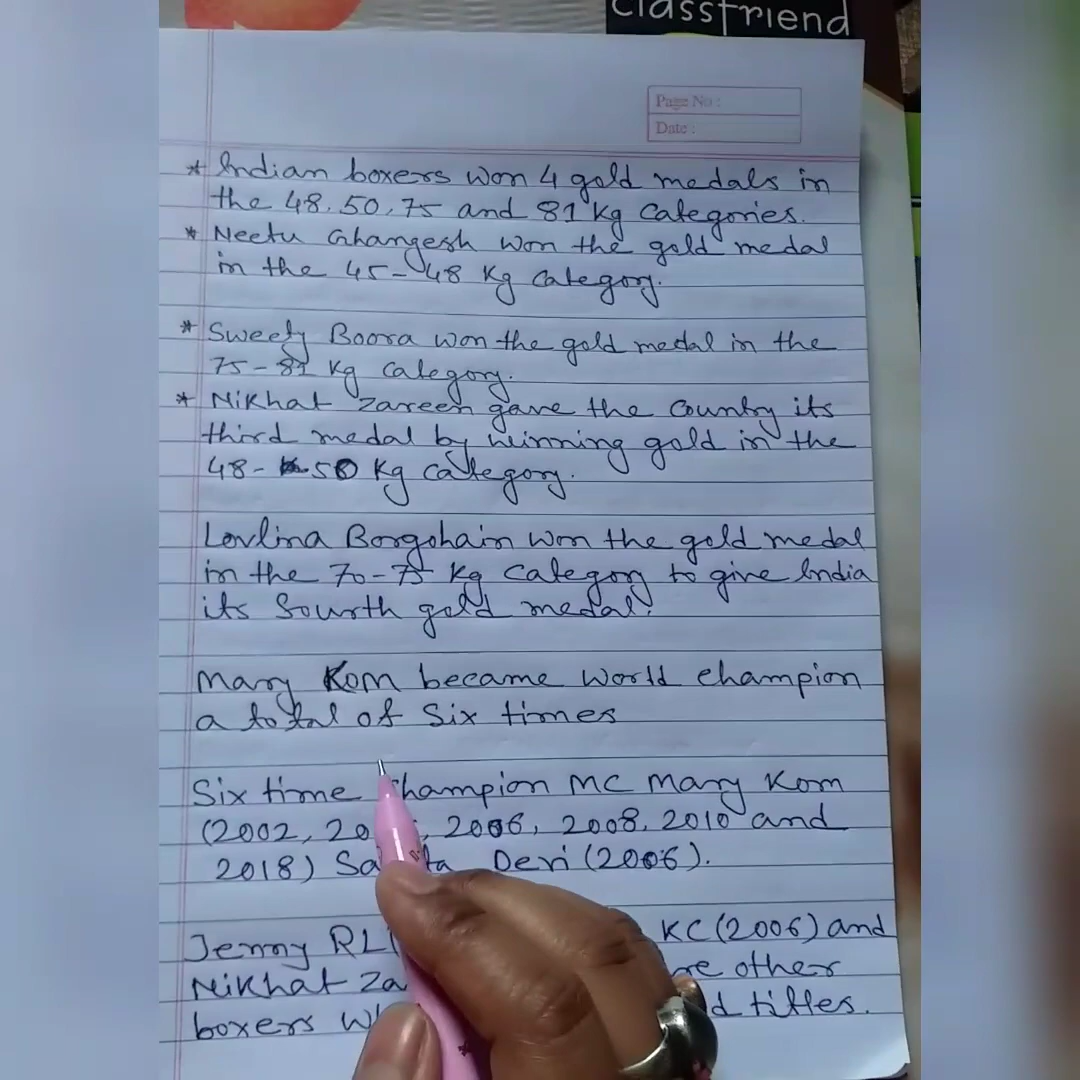 classfriend
Page No :
Date :
* Indian boxers won 4 gold medals in
the 48, 50, 75 and 81 kg categories.
* Neetu Ghangesh won the gold medal
in the 45-48 Kg category.
* Sweety Boora won the gold medal in the
75-81 Kg category.
* Nikhat Zareen gave the country its
third medal by winning gold in the
48-50 Kg category.
Lovlina Borgohain won the gold medal
in the 70-75 Kg category to give India
its fourth gold medal.
Mary Kom became world champion
a total of Six times
Six time champion MC Mary Kom
(2002, 20 , 2006, 2008, 2010 and
2018) Devi (2006).
Jenny KC (2006) and
Nikhat other
boxers titles.